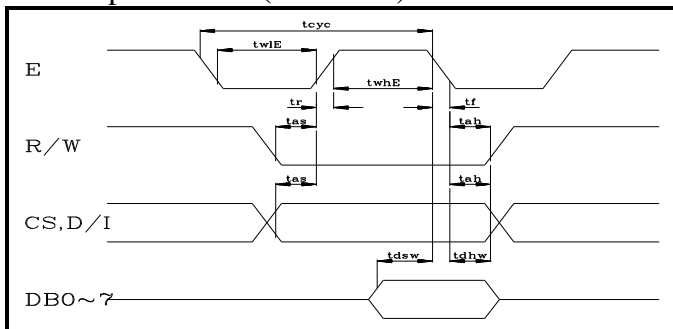 tcyc
twlE
E
twhE
tr
tf
tas
tah
R/W
tas
tah
CS,D/I
tdsw
tdhw
DB0~7